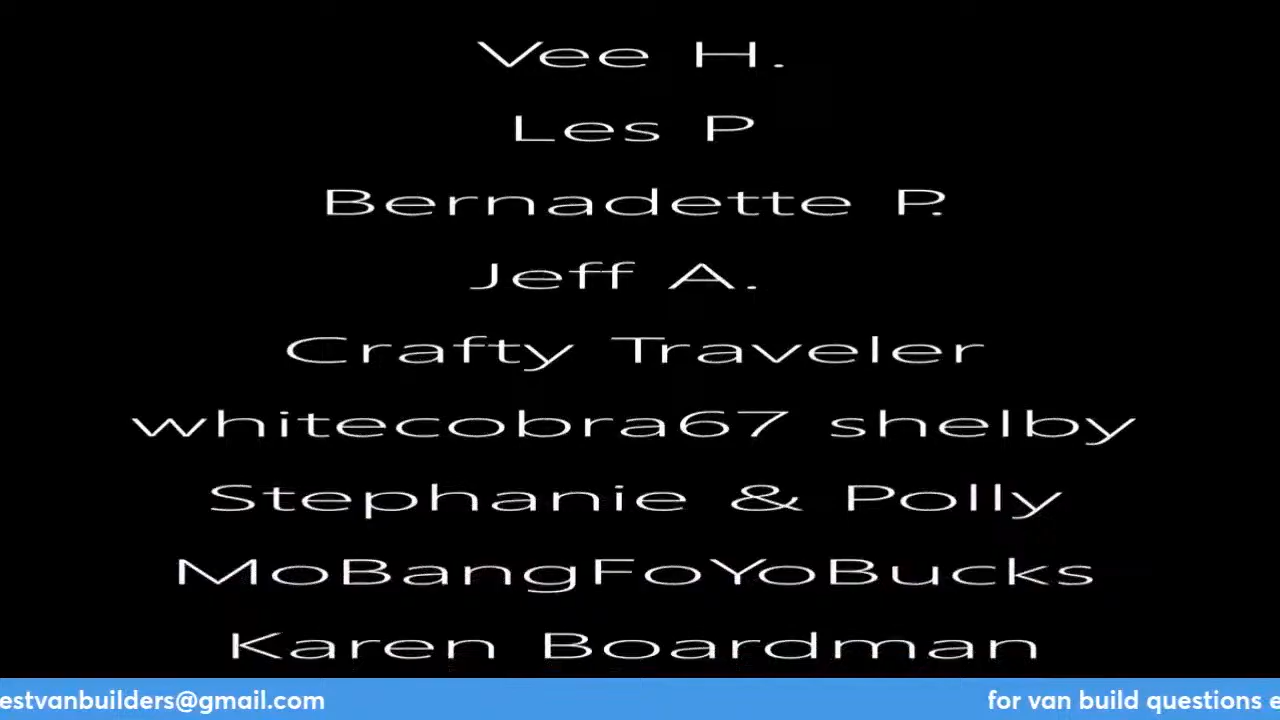 Vee H.
Les P
Bernadette P.
Jeff A.
Crafty Traveler
whitecobra67 shelby
Stephanie & Polly
MoBangFoYoBucks
Karen Boardman
estvanbuilders@gmail.com for van build questions e